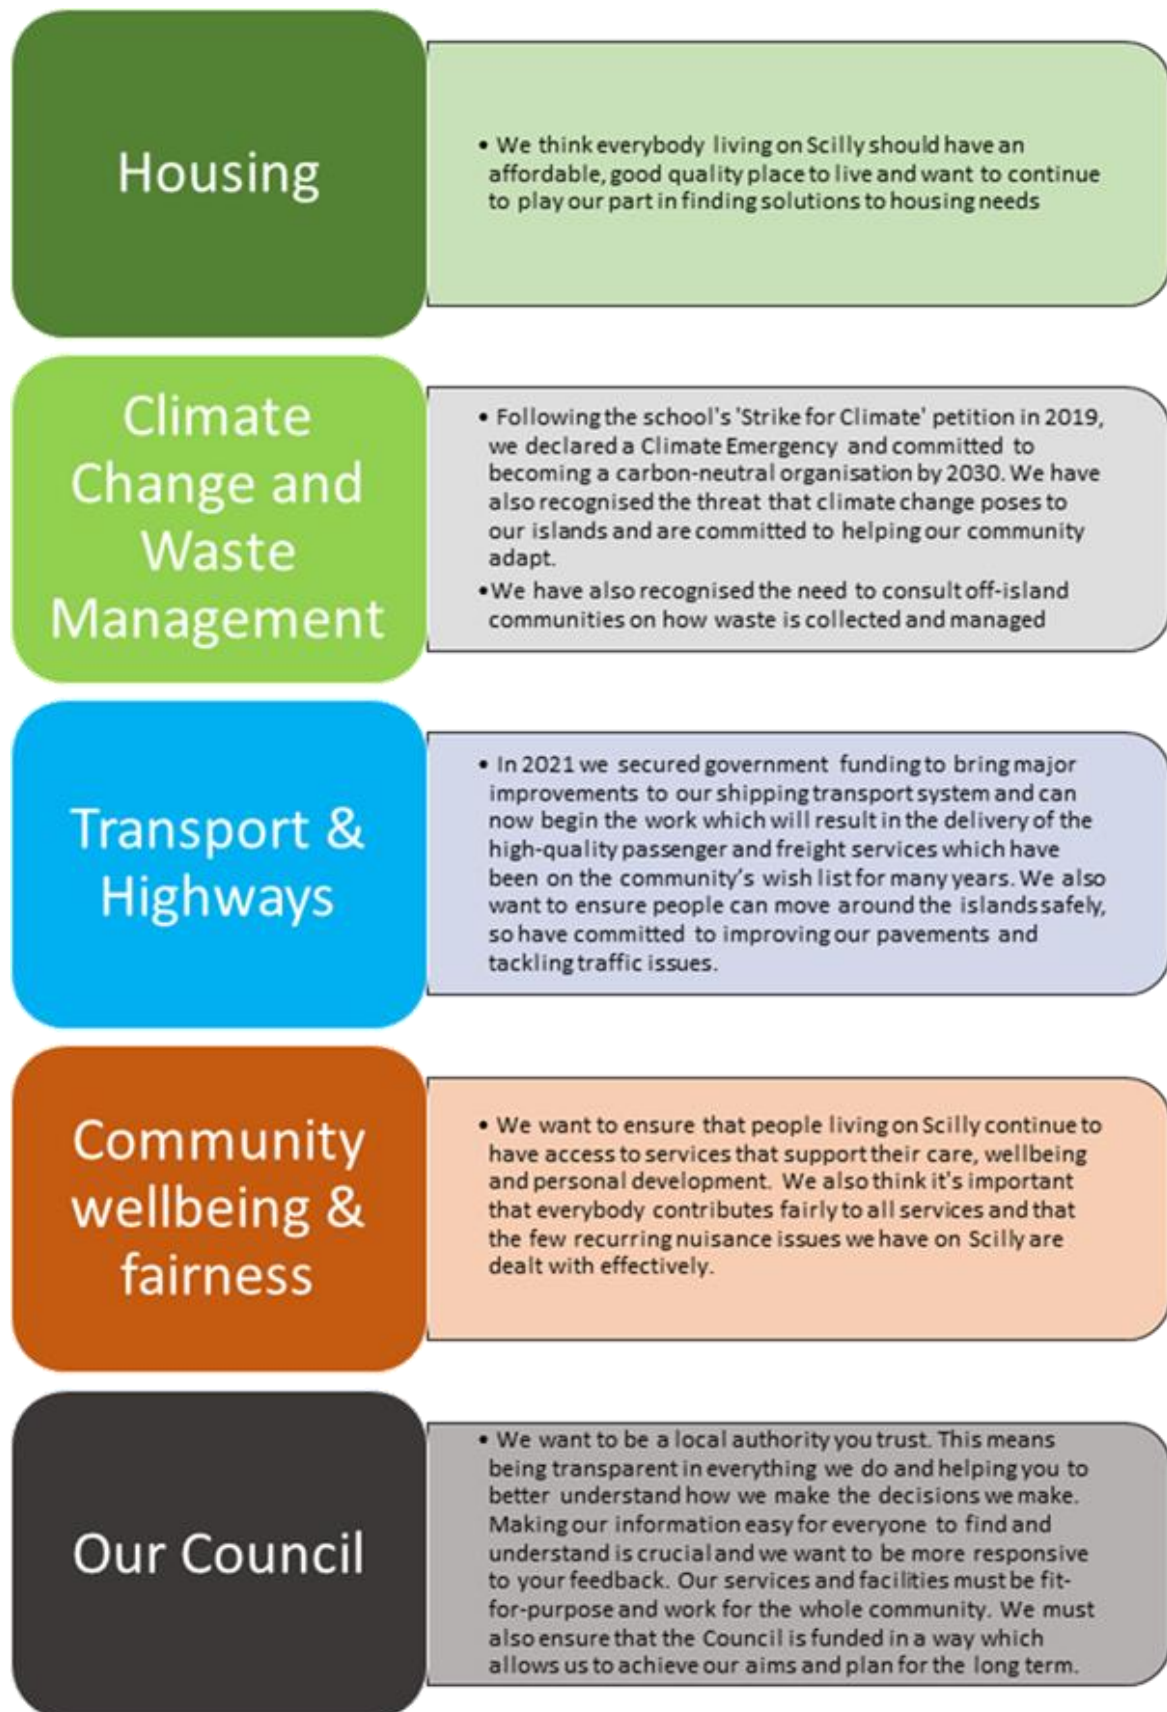 Housing
• We think everybody living on Scilly should have an
affordable, good quality place to live and want to continue
to play our part in finding solutions to housing needs
Climate
Change and
Waste
Management
• Following the school's 'Strike for Climate' petition in 2019,
we declared a Climate Emergency and committed to
becoming a carbon-neutral organisation by 2030. We have
also recognised the threat that climate change poses to
our islands and are committed to helping our community
adapt.
•We have also recognised the need to consult off-island
communities on how waste is collected and managed
Transport &
Highways
• In 2021 we secured government funding to bring major
improvements to our shipping transport system and can
now begin the work which will result in the delivery of the
high-quality passenger and freight services which have
been on the community’s wish list for many years. We also
want to ensure people can move around the islands safely,
so have committed to improving our pavements and
tackling traffic issues.
Community
wellbeing &
fairness
• We want to ensure that people living on Scilly continue to
have access to services that support their care, wellbeing
and personal development. We also think it's important
that everybody contributes fairly to all services and that
the few recurring nuisance issues we have on Scilly are
dealt with effectively.
Our Council
• We want to be a local authority you trust. This means
being transparent in everything we do and helping you to
better understand how we make the decisions we make.
Making our information easy for everyone to find and
understand is crucial and we want to be more responsive
to your feedback. Our services and facilities must be fit-
for-purpose and work for the whole community. We must
also ensure that the Council is funded in a way which
allows us to achieve our aims and plan for the long term.